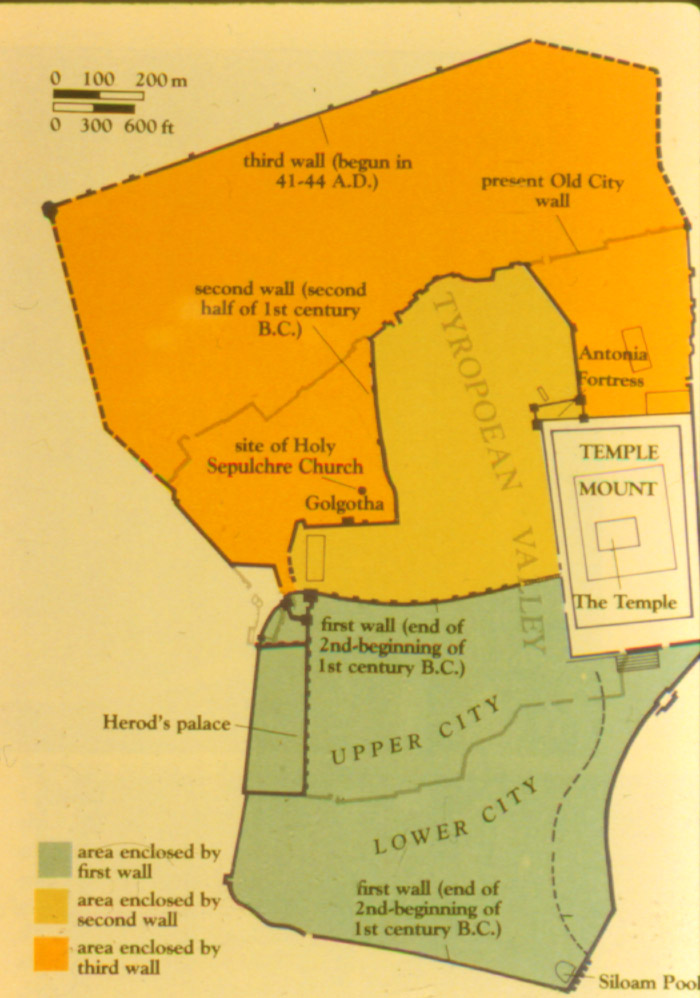 0 100 200 m
0 300 600 ft
third wall (begun in
41-44 A.D.)
present Old City
wall
second wall (second
half of 1st century
B.C.)
TYROPOEAN VALLEY
Antonia
Fortress
site of Holy
Sepulchre Church
Golgotha
TEMPLE
MOUNT
The Temple
first wall (end of
2nd-beginning of
1st century B.C.)
Herod's palace
UPPER CITY
LOWER CITY
area enclosed by
first wall
area enclosed by
second wall
area enclosed by
third wall
first wall (end of
2nd-beginning of
1st century B.C.)
Siloam Pool